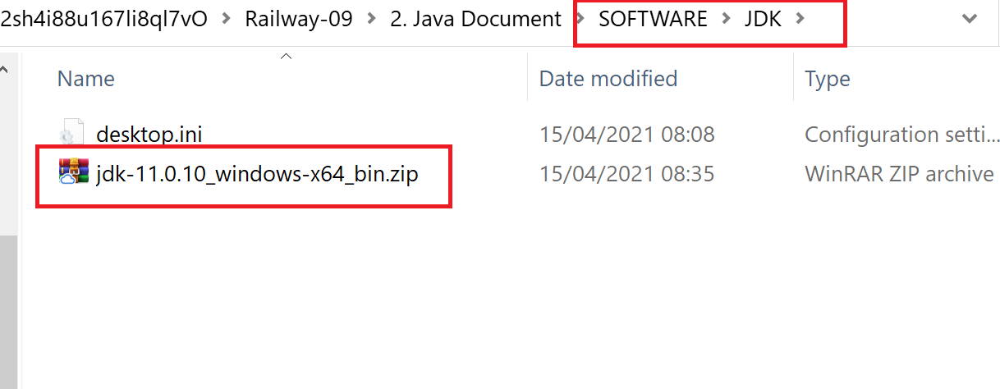 2sh4i88u167li8ql7vO > Railway-09 > 2. Java Document > SOFTWARE > JDK >
Name Date modified Type
desktop.ini 15/04/2021 08:08 Configuration setti...
jdk-11.0.10_windows-x64_bin.zip 15/04/2021 08:35 WinRAR ZIP archive